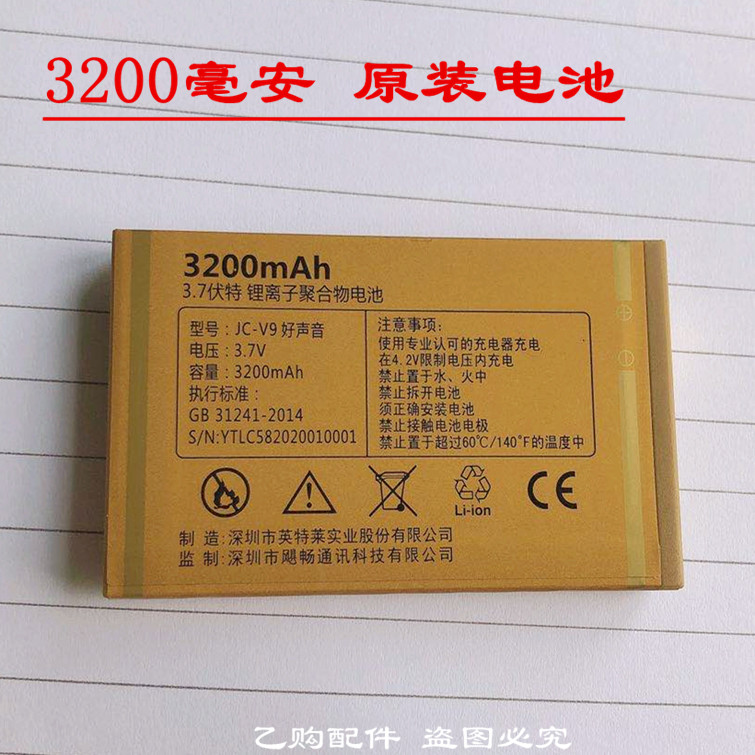 3200毫安 原装电池
3200mAh
3.7伏特 锂离子聚合物电池
型号：JC-V9 好声音
电压：3.7V
容量：3200mAh
执行标准：
GB 31241-2014
S/N:YTLC582020010001
注意事项：
使用专业认可的充电器充电
在4.2V限制电压内充电
禁止置于水、火中
禁止拆开电池
须正确安装电池
禁止接触电池电极
禁止置于超过60℃/140°F的温度中
Li-ion
CE
制 造：深圳市英特莱实业股份有限公司
监 制：深圳市飓畅通讯科技有限公司
乙购配件 盗图必究